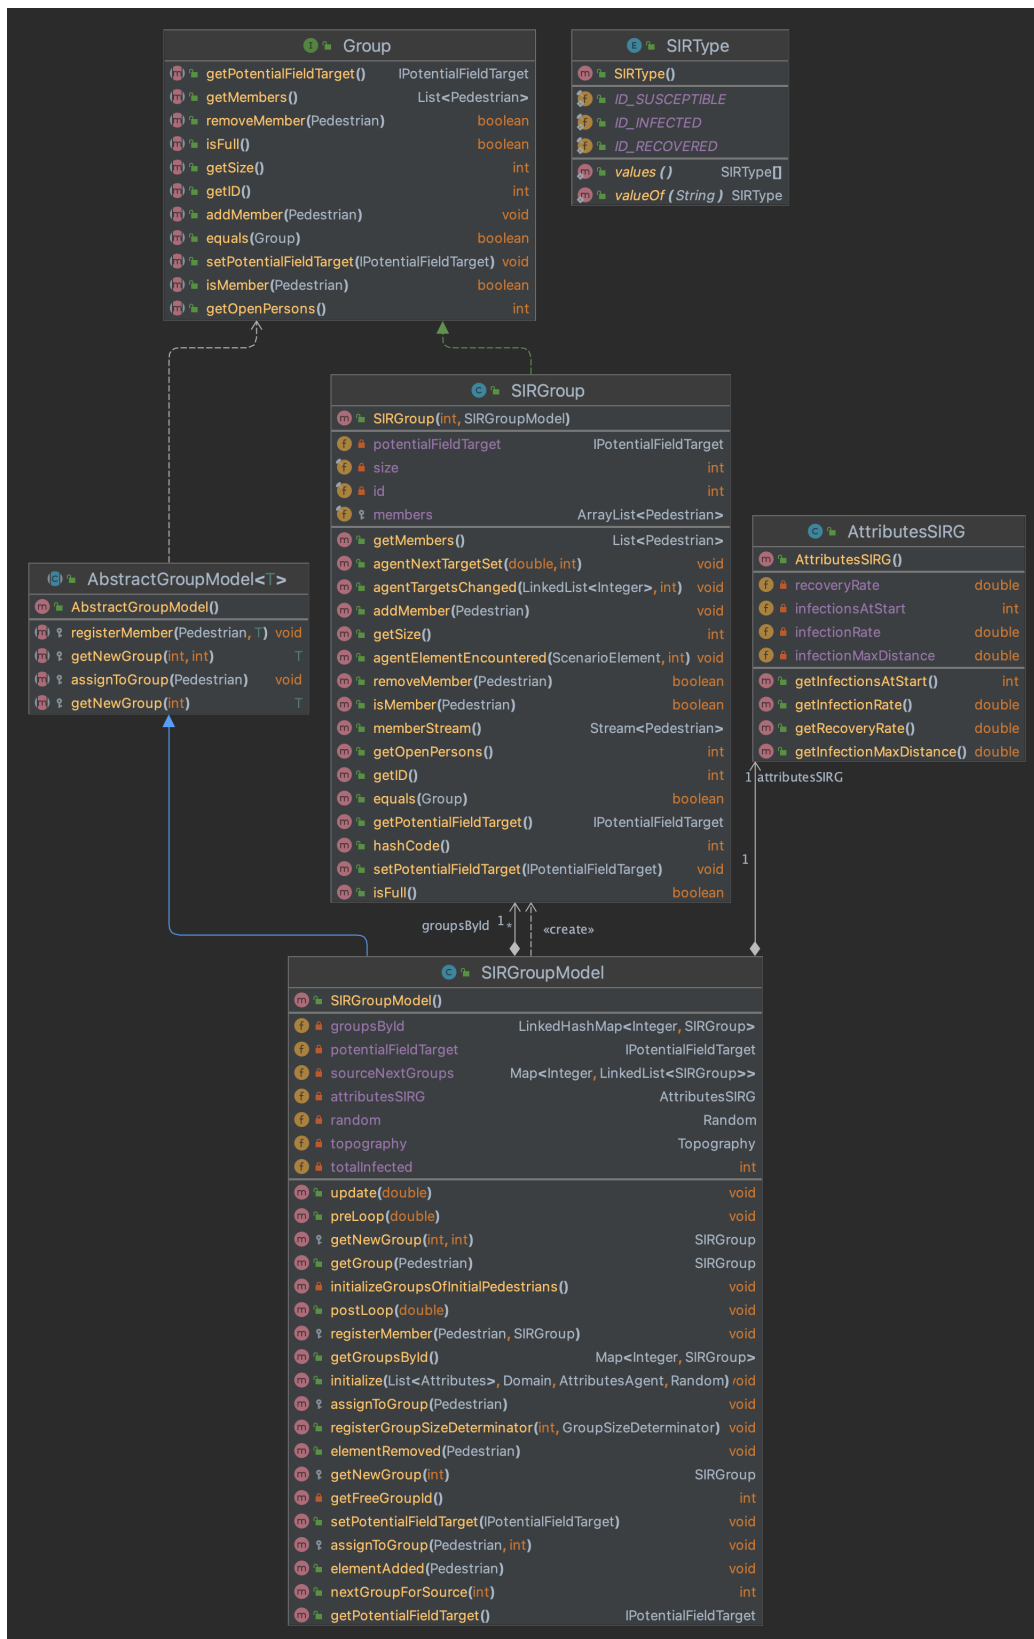 Group
getPotentialFieldTarget() IPotentialFieldTarget
getMembers() List<Pedestrian>
removeMember(Pedestrian) boolean
isFull() boolean
getSize() int
getID() int
addMember(Pedestrian) void
equals(Group) boolean
setPotentialFieldTarget(IPotentialFieldTarget) void
isMember(Pedestrian) boolean
getOpenPersons() int
SIRType
SIRType()
ID_SUSCEPTIBLE
ID_INFECTED
ID_RECOVERED
values () SIRType[]
valueOf (String ) SIRType
SIRGroup
SIRGroup(int, SIRGroupModel)
potentialFieldTarget IPotentialFieldTarget
size int
id int
members ArrayList<Pedestrian>
getMembers() List<Pedestrian>
agentNextTargetSet(double, int) void
agentTargetsChanged(LinkedList<Integer>, int) void
addMember(Pedestrian) void
getSize() int
agentElementEncountered(ScenarioElement, int) void
removeMember(Pedestrian) boolean
isMember(Pedestrian) boolean
memberStream() Stream<Pedestrian>
getOpenPersons() int
getID() int
equals(Group) boolean
getPotentialFieldTarget() IPotentialFieldTarget
hashCode() int
setPotentialFieldTarget(IPotentialFieldTarget) void
isFull() boolean
AbstractGroupModel<T>
AbstractGroupModel()
registerMember(Pedestrian, T) void
getNewGroup(int, int) T
assignToGroup(Pedestrian) void
getNewGroup(int) T
AttributesSIRG
AttributesSIRG()
recoveryRate double
infectionsAtStart int
infectionRate double
infectionMaxDistance double
getInfectionsAtStart() int
getInfectionRate() double
getRecoveryRate() double
getInfectionMaxDistance() double
1 attributesSIRG
1
groupsById 1 *
«create»
SIRGroupModel
SIRGroupModel()
groupsById LinkedHashMap<Integer, SIRGroup>
potentialFieldTarget IPotentialFieldTarget
sourceNextGroups Map<Integer, LinkedList<SIRGroup>>
attributesSIRG AttributesSIRG
random Random
topography Topography
totalInfected int
update(double) void
preLoop(double) void
getNewGroup(int, int) SIRGroup
getGroup(Pedestrian) SIRGroup
initializeGroupsOfInitialPedestrians() void
postLoop(double) void
registerMember(Pedestrian, SIRGroup) void
getGroupsById() Map<Integer, SIRGroup>
initialize(List<Attributes>, Domain, AttributesAgent, Random) void
assignToGroup(Pedestrian) void
registerGroupSizeDeterminator(int, GroupSizeDeterminator) void
elementRemoved(Pedestrian) void
getNewGroup(int) SIRGroup
getFreeGroupId() int
setPotentialFieldTarget(IPotentialFieldTarget) void
assignToGroup(Pedestrian, int) void
elementAdded(Pedestrian) void
nextGroupForSource(int) int
getPotentialFieldTarget() IPotentialFieldTarget